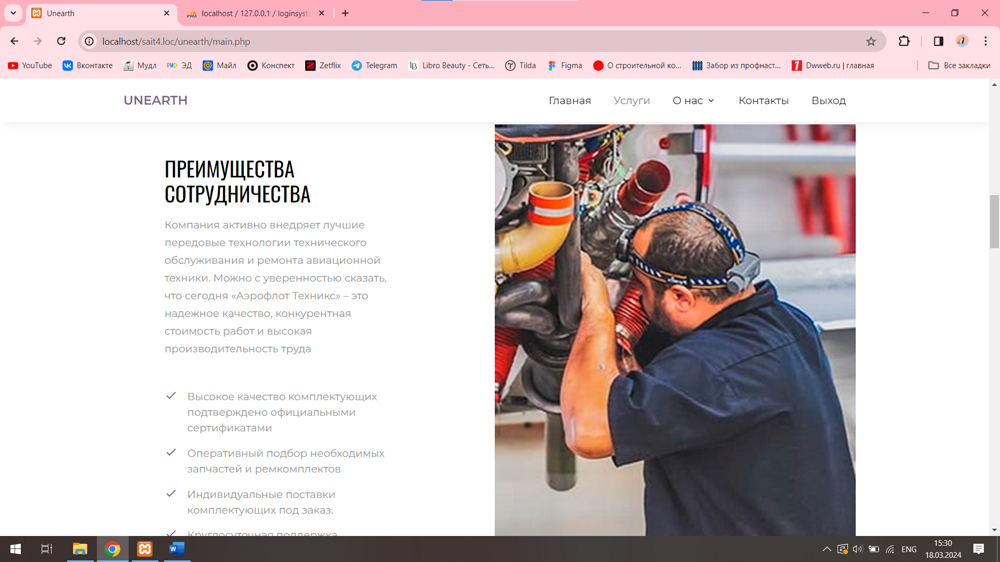 Unearth
localhost / 127.0.0.1 / loginsyste
localhost/sait4.loc/unearth/main.php
YouTube
Вконтакте
Мудл
ЭД
Майл
Конспект
Zetflix
Telegram
Libro Beauty - Сеть...
Tilda
Figma
О строительной ко...
Забор из профнаст...
Dwweb.ru | главная
Все закладки
UNEARTH
Главная
Услуги
О нас
Контакты
Выход
ПРЕИМУЩЕСТВА
СОТРУДНИЧЕСТВА
Компания активно внедряет лучшие
передовые технологии технического
обслуживания и ремонта авиационной
техники. Можно с уверенностью сказать,
что сегодня «Аэрофлот Техникс» – это
надежное качество, конкурентная
стоимость работ и высокая
производительность труда
Высокое качество комплектующих
подтверждено официальными
сертификатами
Оперативный подбор необходимых
запчастей и ремкомплектов
Индивидуальные поставки
комплектующих под заказ.
Круглосуточная поддержка
ENG
15:30
18.03.2024